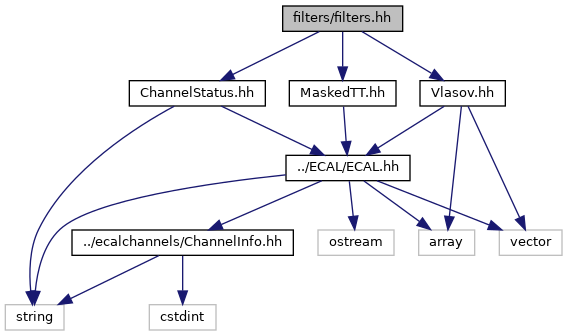 filters/filters.hh
ChannelStatus.hh
MaskedTT.hh
Vlasov.hh
../ECAL/ECAL.hh
../ecalchannels/ChannelInfo.hh
ostream
array
vector
string
cstdint